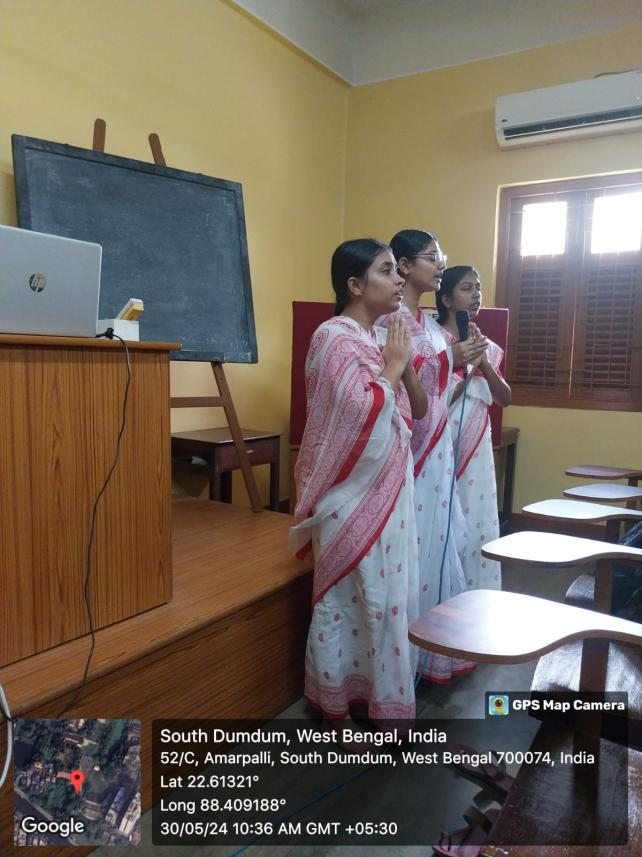 hp
GPS Map Camera
South Dumdum, West Bengal, India
52/C, Amarpalli, South Dumdum, West Bengal 700074, India
Lat 22.61321°
Long 88.409188°
30/05/24 10:36 AM GMT +05:30
Google